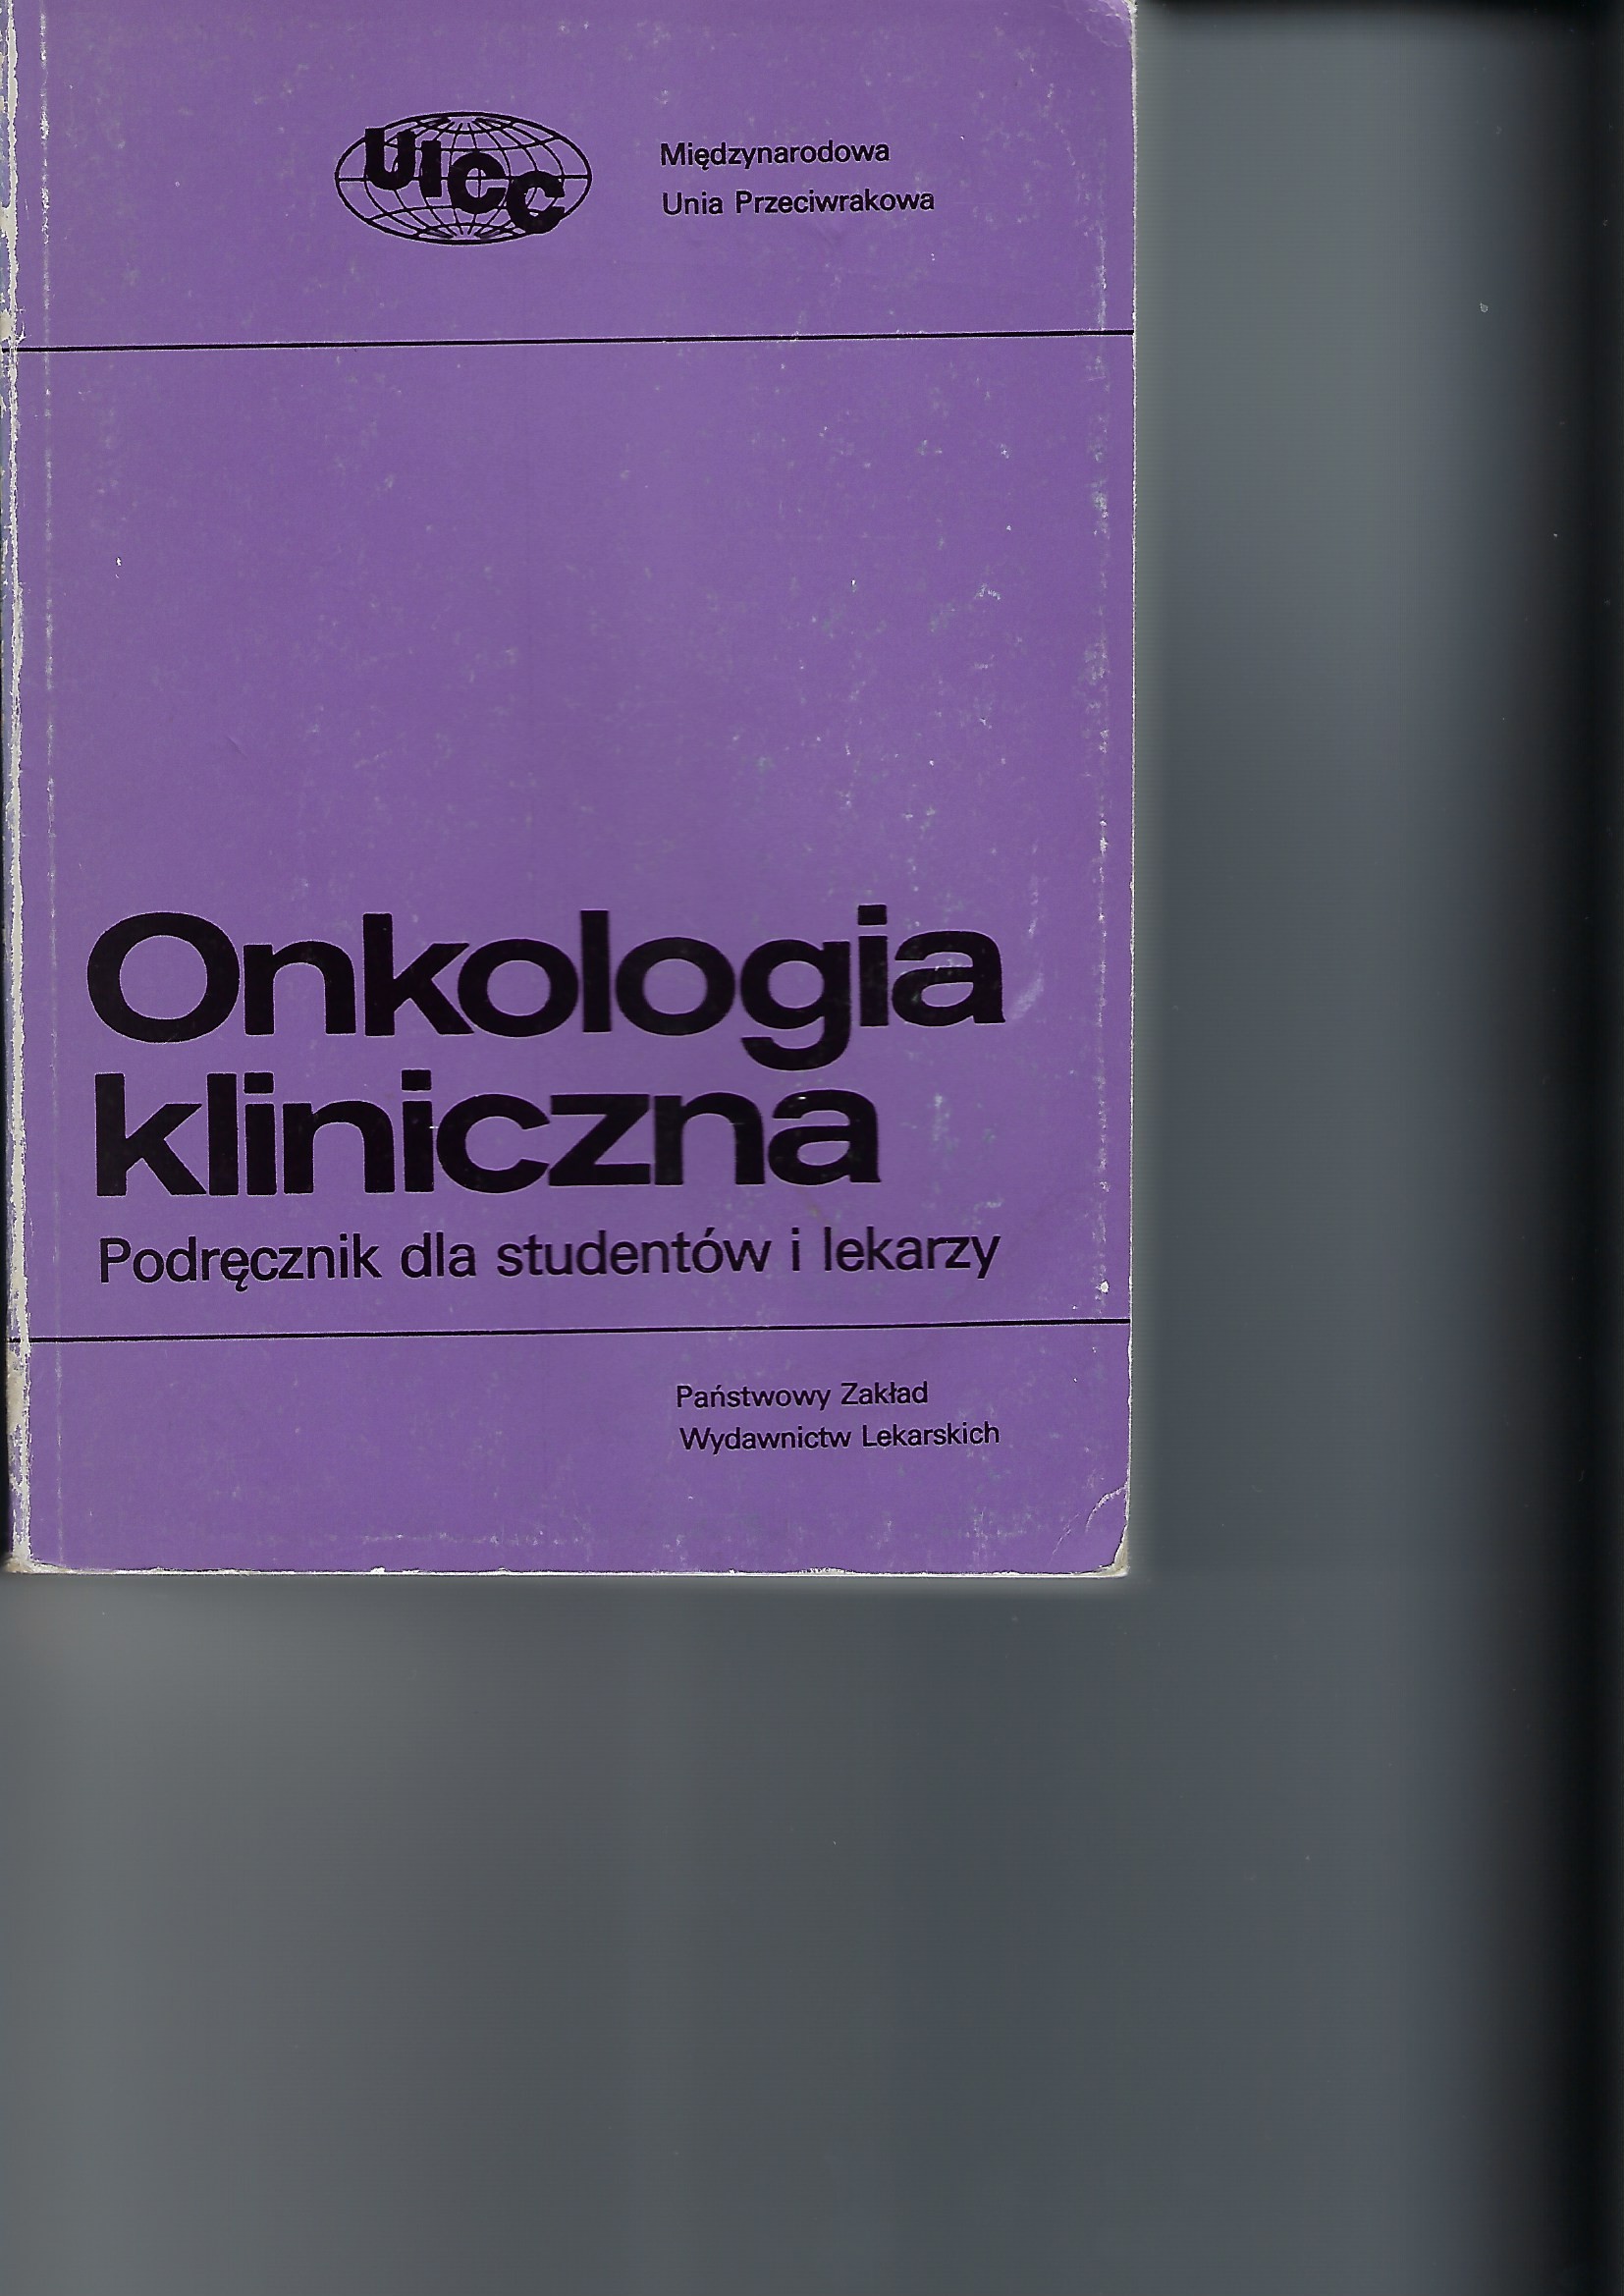 UICC
Międzynarodowa
Unia Przeciwrakowa
Onkologia
kliniczna
Podręcznik dla studentów i lekarzy
Państwowy Zakład
Wydawnictw Lekarskich